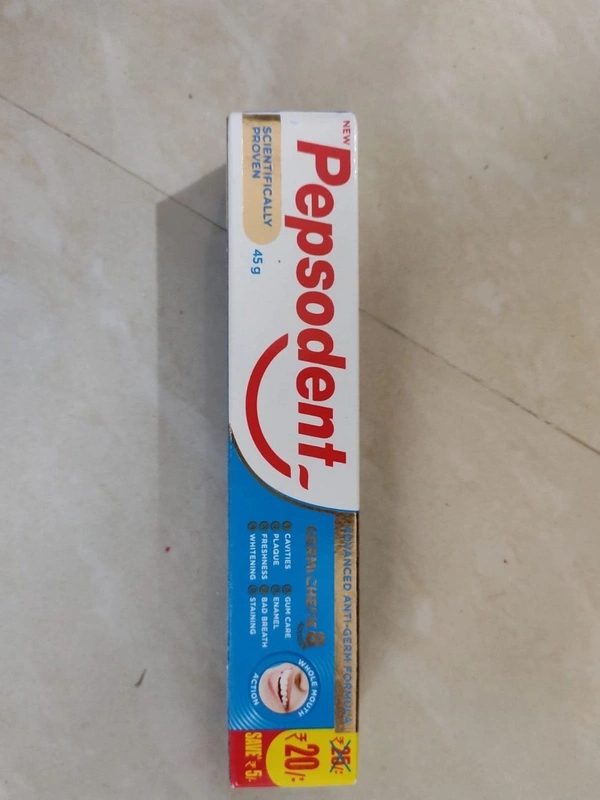 NEW
Pepsodent
SCIENTIFICALLY
PROVEN
45 g
ADVANCED ANTI-GERM FORMULA
GERMICHECK 8
CAVITIES
PLAQUE
FRESHNESS
WHITENING
GUM CARE
ENAMEL
BAD BREATH
STAINING
WHOLE MOUTH
ACTION
₹25/-
₹20/-
SAVE* ₹5/-